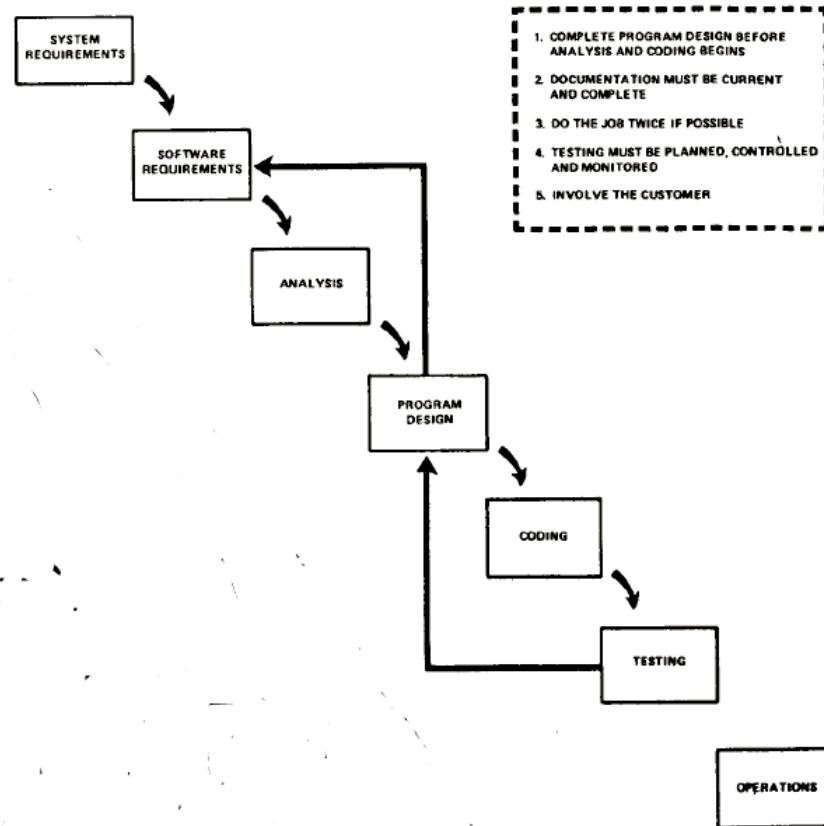 SYSTEM
REQUIREMENTS
1. COMPLETE PROGRAM DESIGN BEFORE
ANALYSIS AND CODING BEGINS
2. DOCUMENTATION MUST BE CURRENT
AND COMPLETE
3. DO THE JOB TWICE IF POSSIBLE
4. TESTING MUST BE PLANNED, CONTROLLED
AND MONITORED
5. INVOLVE THE CUSTOMER
SOFTWARE
REQUIREMENTS
ANALYSIS
PROGRAM
DESIGN
CODING
TESTING
OPERATIONS